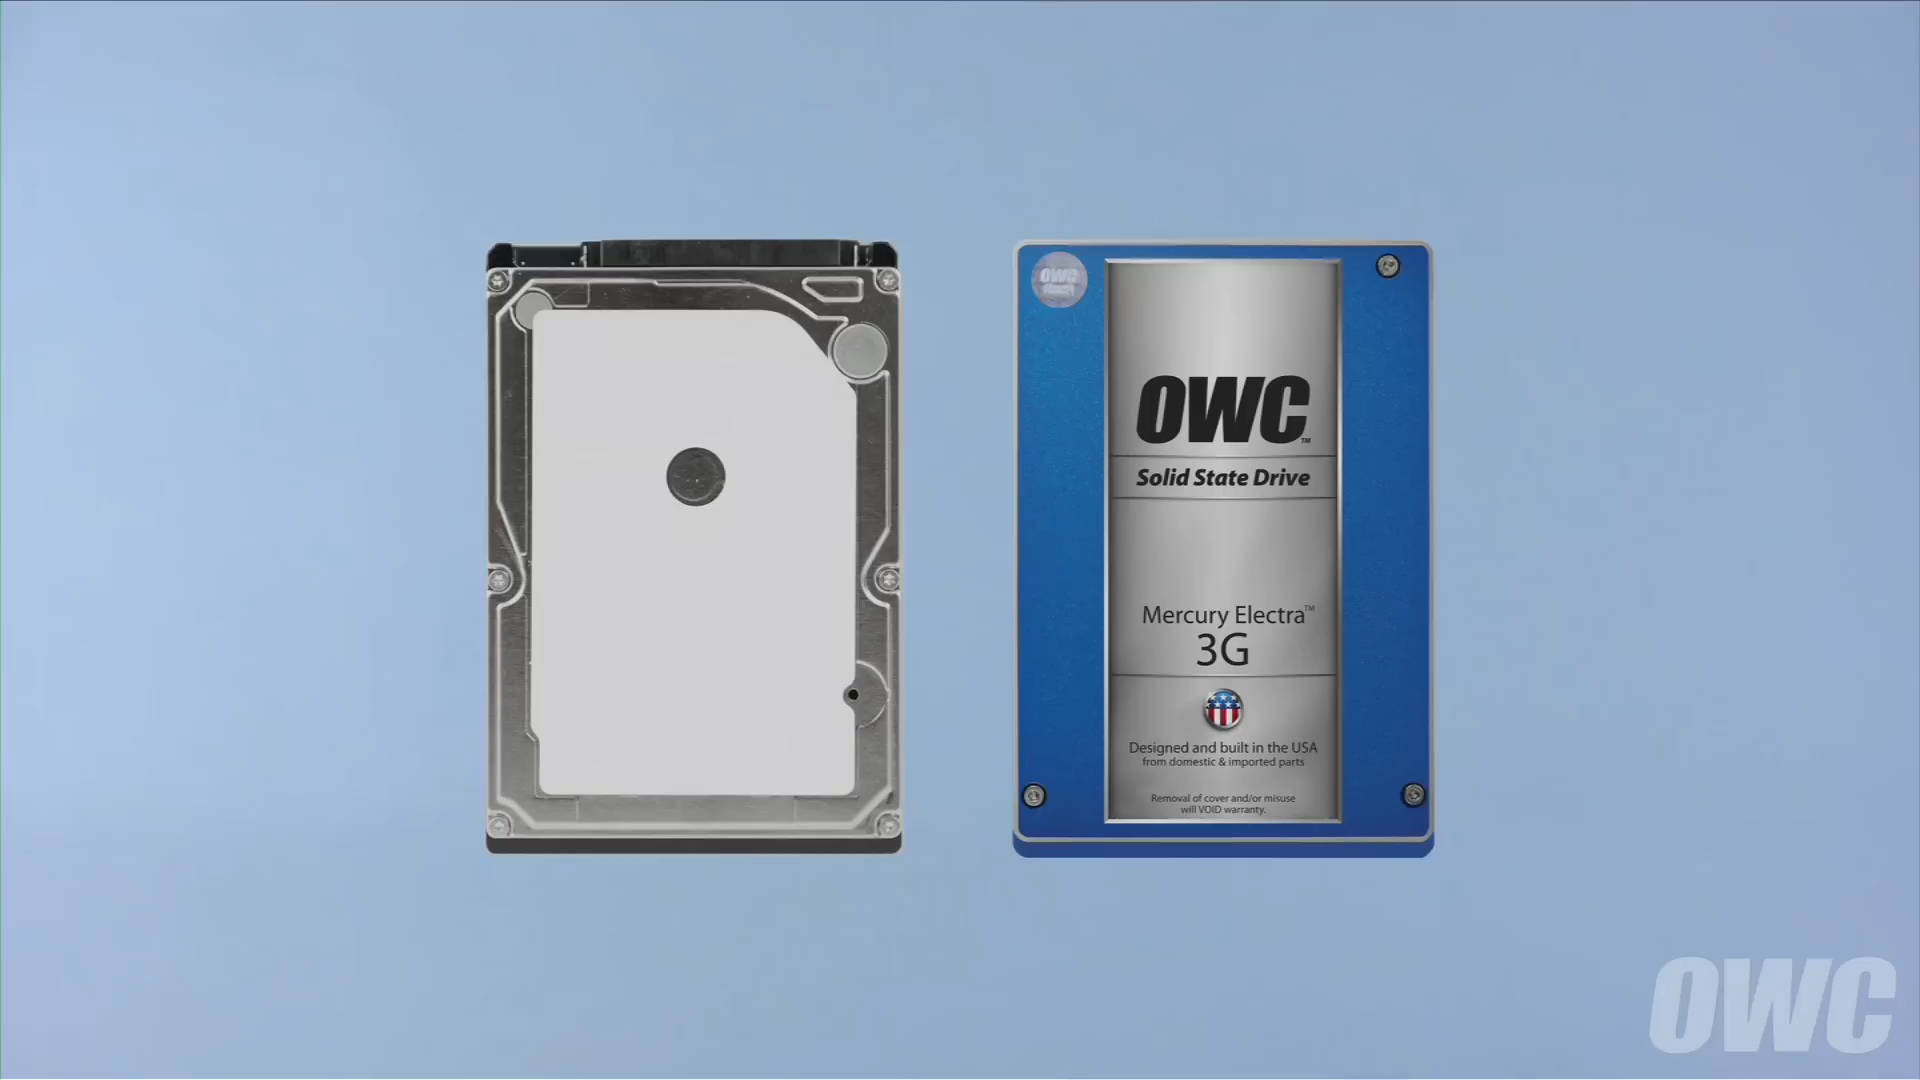 OWC
OWC™
Solid State Drive
Mercury Electra™
3G
Designed and built in the USA
from domestic & imported parts
Removal of cover and/or misuse
will VOID warranty.
OWC